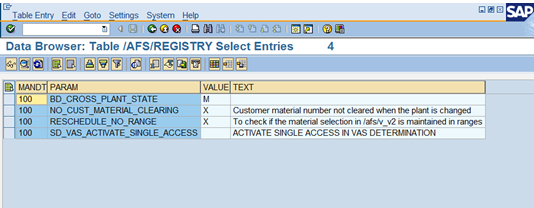 Table Entry Edit Goto Settings System Help
SAP
Data Browser: Table /AFS/REGISTRY Select Entries 4
MANDT PARAM VALUE TEXT
100 BD_CROSS_PLANT_STATE M
100 NO_CUST_MATERIAL_CLEARING X Customer material number not cleared when the plant is changed
100 RESCHEDULE_NO_RANGE X To check if the material selection in /afs/v_v2 is maintained in ranges
100 SD_VAS_ACTIVATE_SINGLE_ACCESS ACTIVATE SINGLE ACCESS IN VAS DETERMINATION